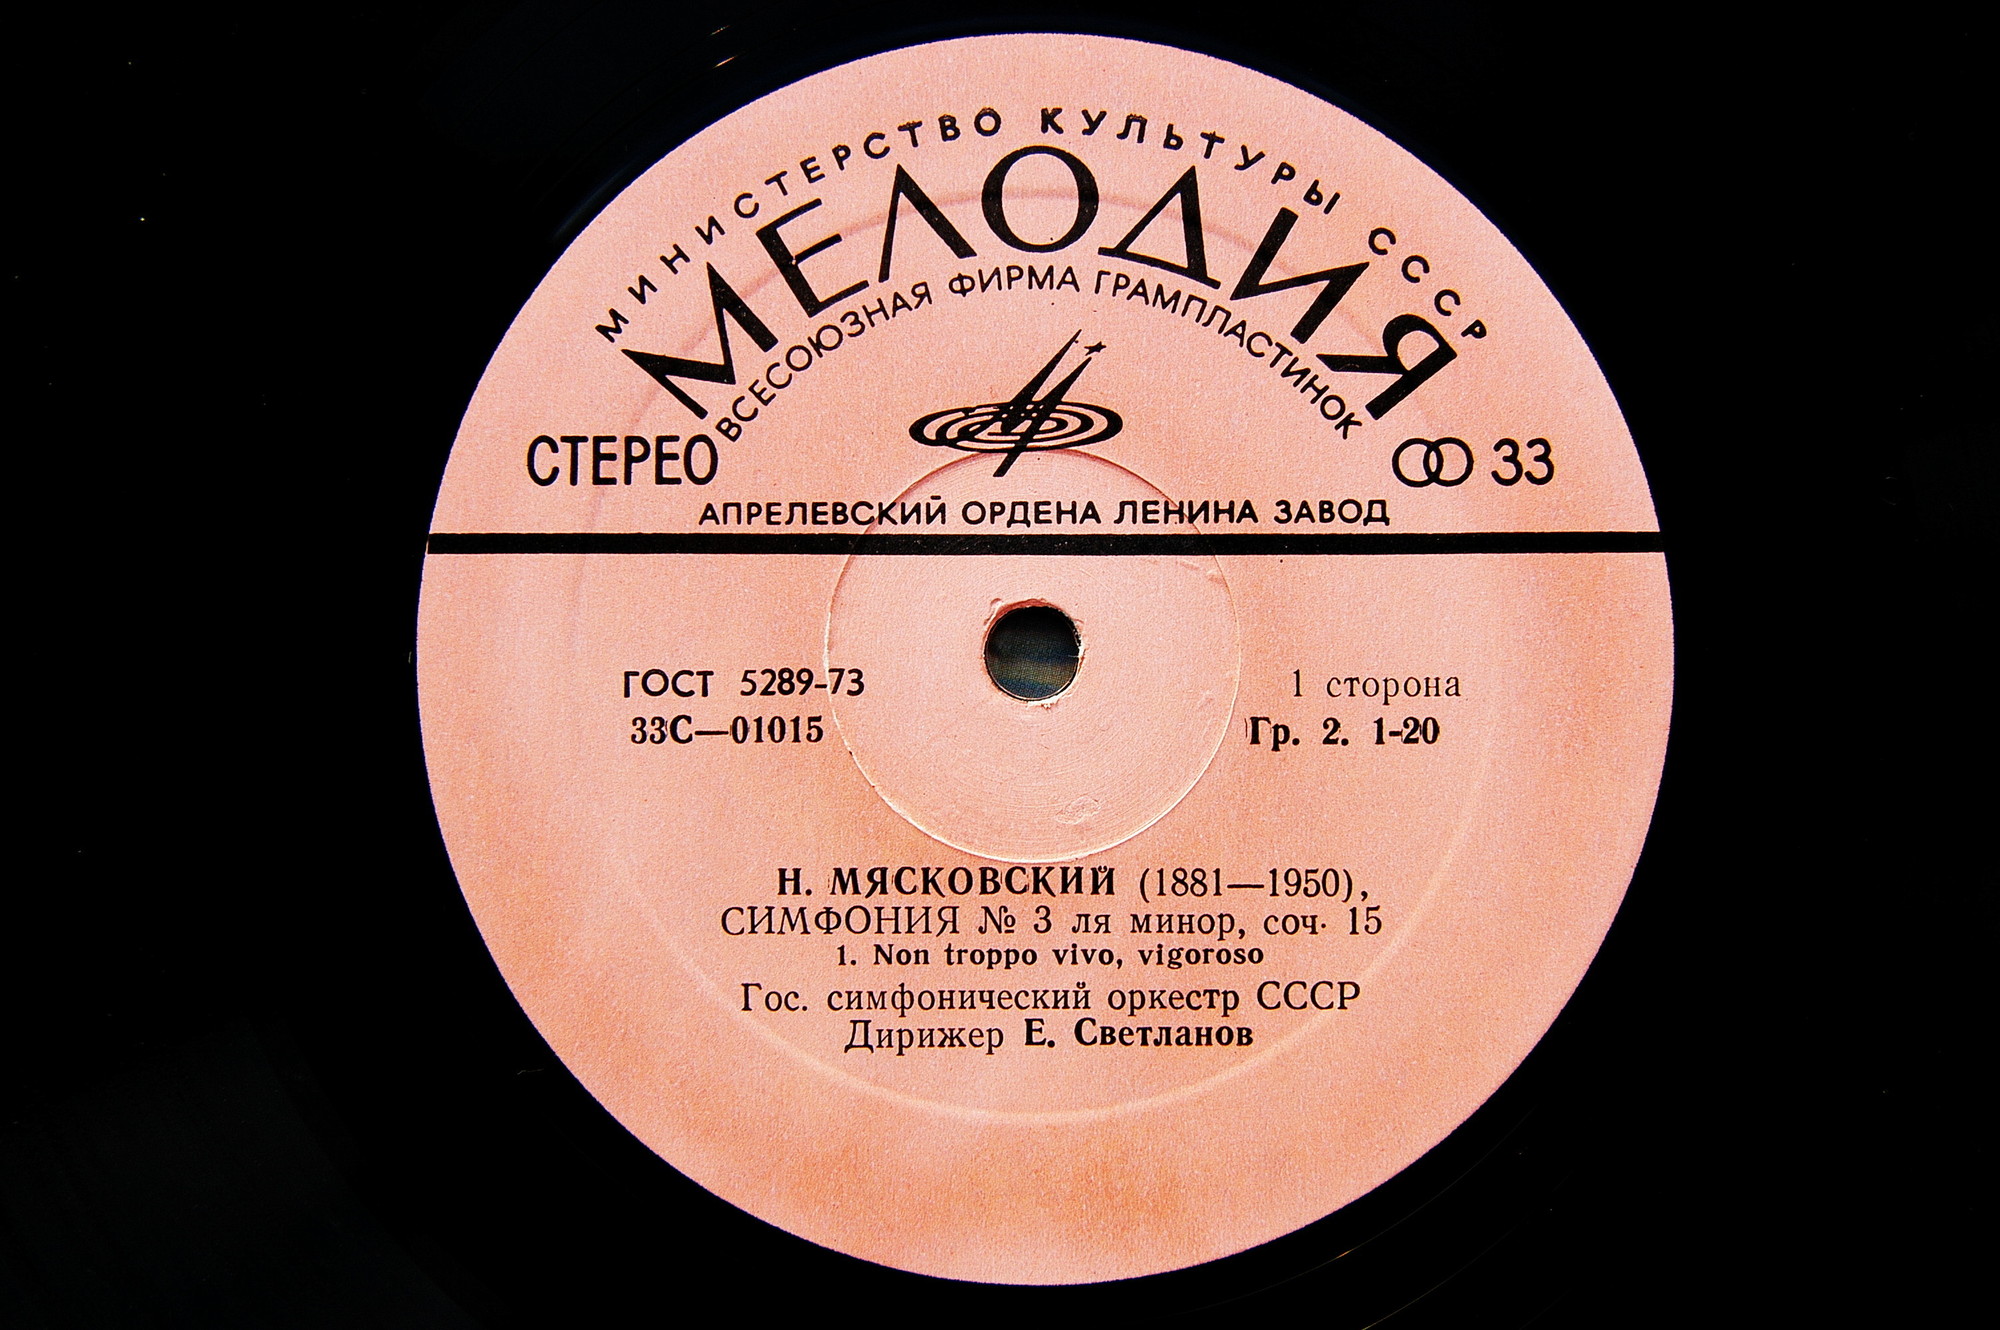 МИНИСТЕРСТВО КУЛЬТУРЫ СССР
МЕЛОДИЯ
ВСЕСОЮЗНАЯ ФИРМА ГРАМПЛАСТИНОК
СТЕРЕО
33
АПРЕЛЕВСКИЙ ОРДЕНА ЛЕНИНА ЗАВОД
ГОСТ 5289-73
1 сторона
33С—01015
Гр. 2. 1-20
Н. МЯСКОВСКИЙ (1881—1950),
СИМФОНИЯ № 3 ля минор, соч. 15
1. Non troppo vivo, vigoroso
Гос. симфонический оркестр СССР
Дирижер Е. Светланов